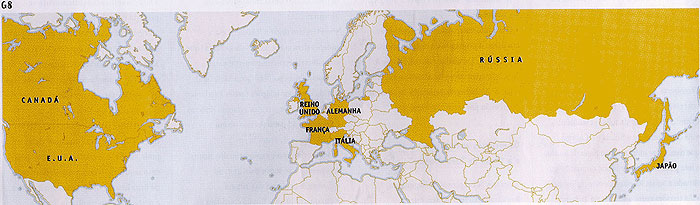 G8
CANADÁ
E.U.A.
REINO
UNIDO
ALEMANHA
FRANÇA
ITÁLIA
RÚSSIA
JAPÃO